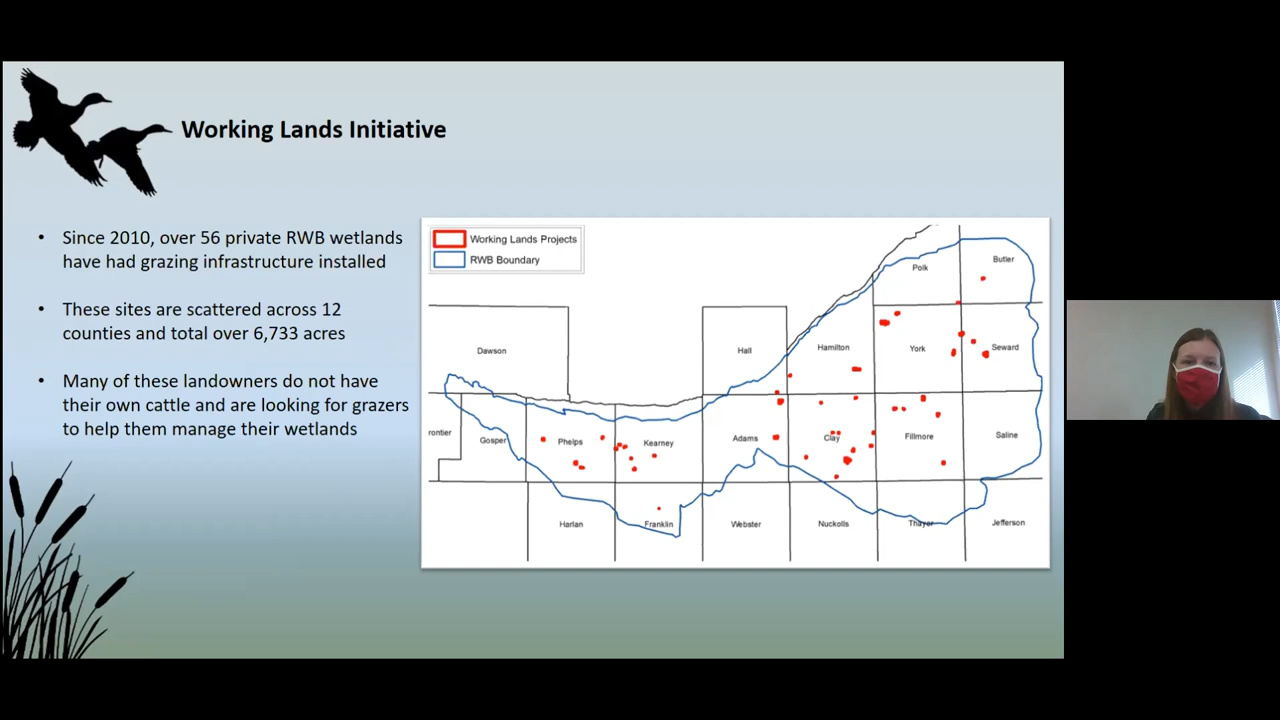 Working Lands Initiative
• Since 2010, over 56 private RWB wetlands
have had grazing infrastructure installed
• These sites are scattered across 12
counties and total over 6,733 acres
• Many of these landowners do not have
their own cattle and are looking for grazers
to help them manage their wetlands
Working Lands Projects
RWB Boundary
Polk
Butler
Dawson
Hall
Hamilton
York
Seward
rontier
Gosper
Phelps
Kearney
Adams
Clay
Fillmore
Saline
Harlan
Franklin
Webster
Nuckolls
Thayer
Jefferson